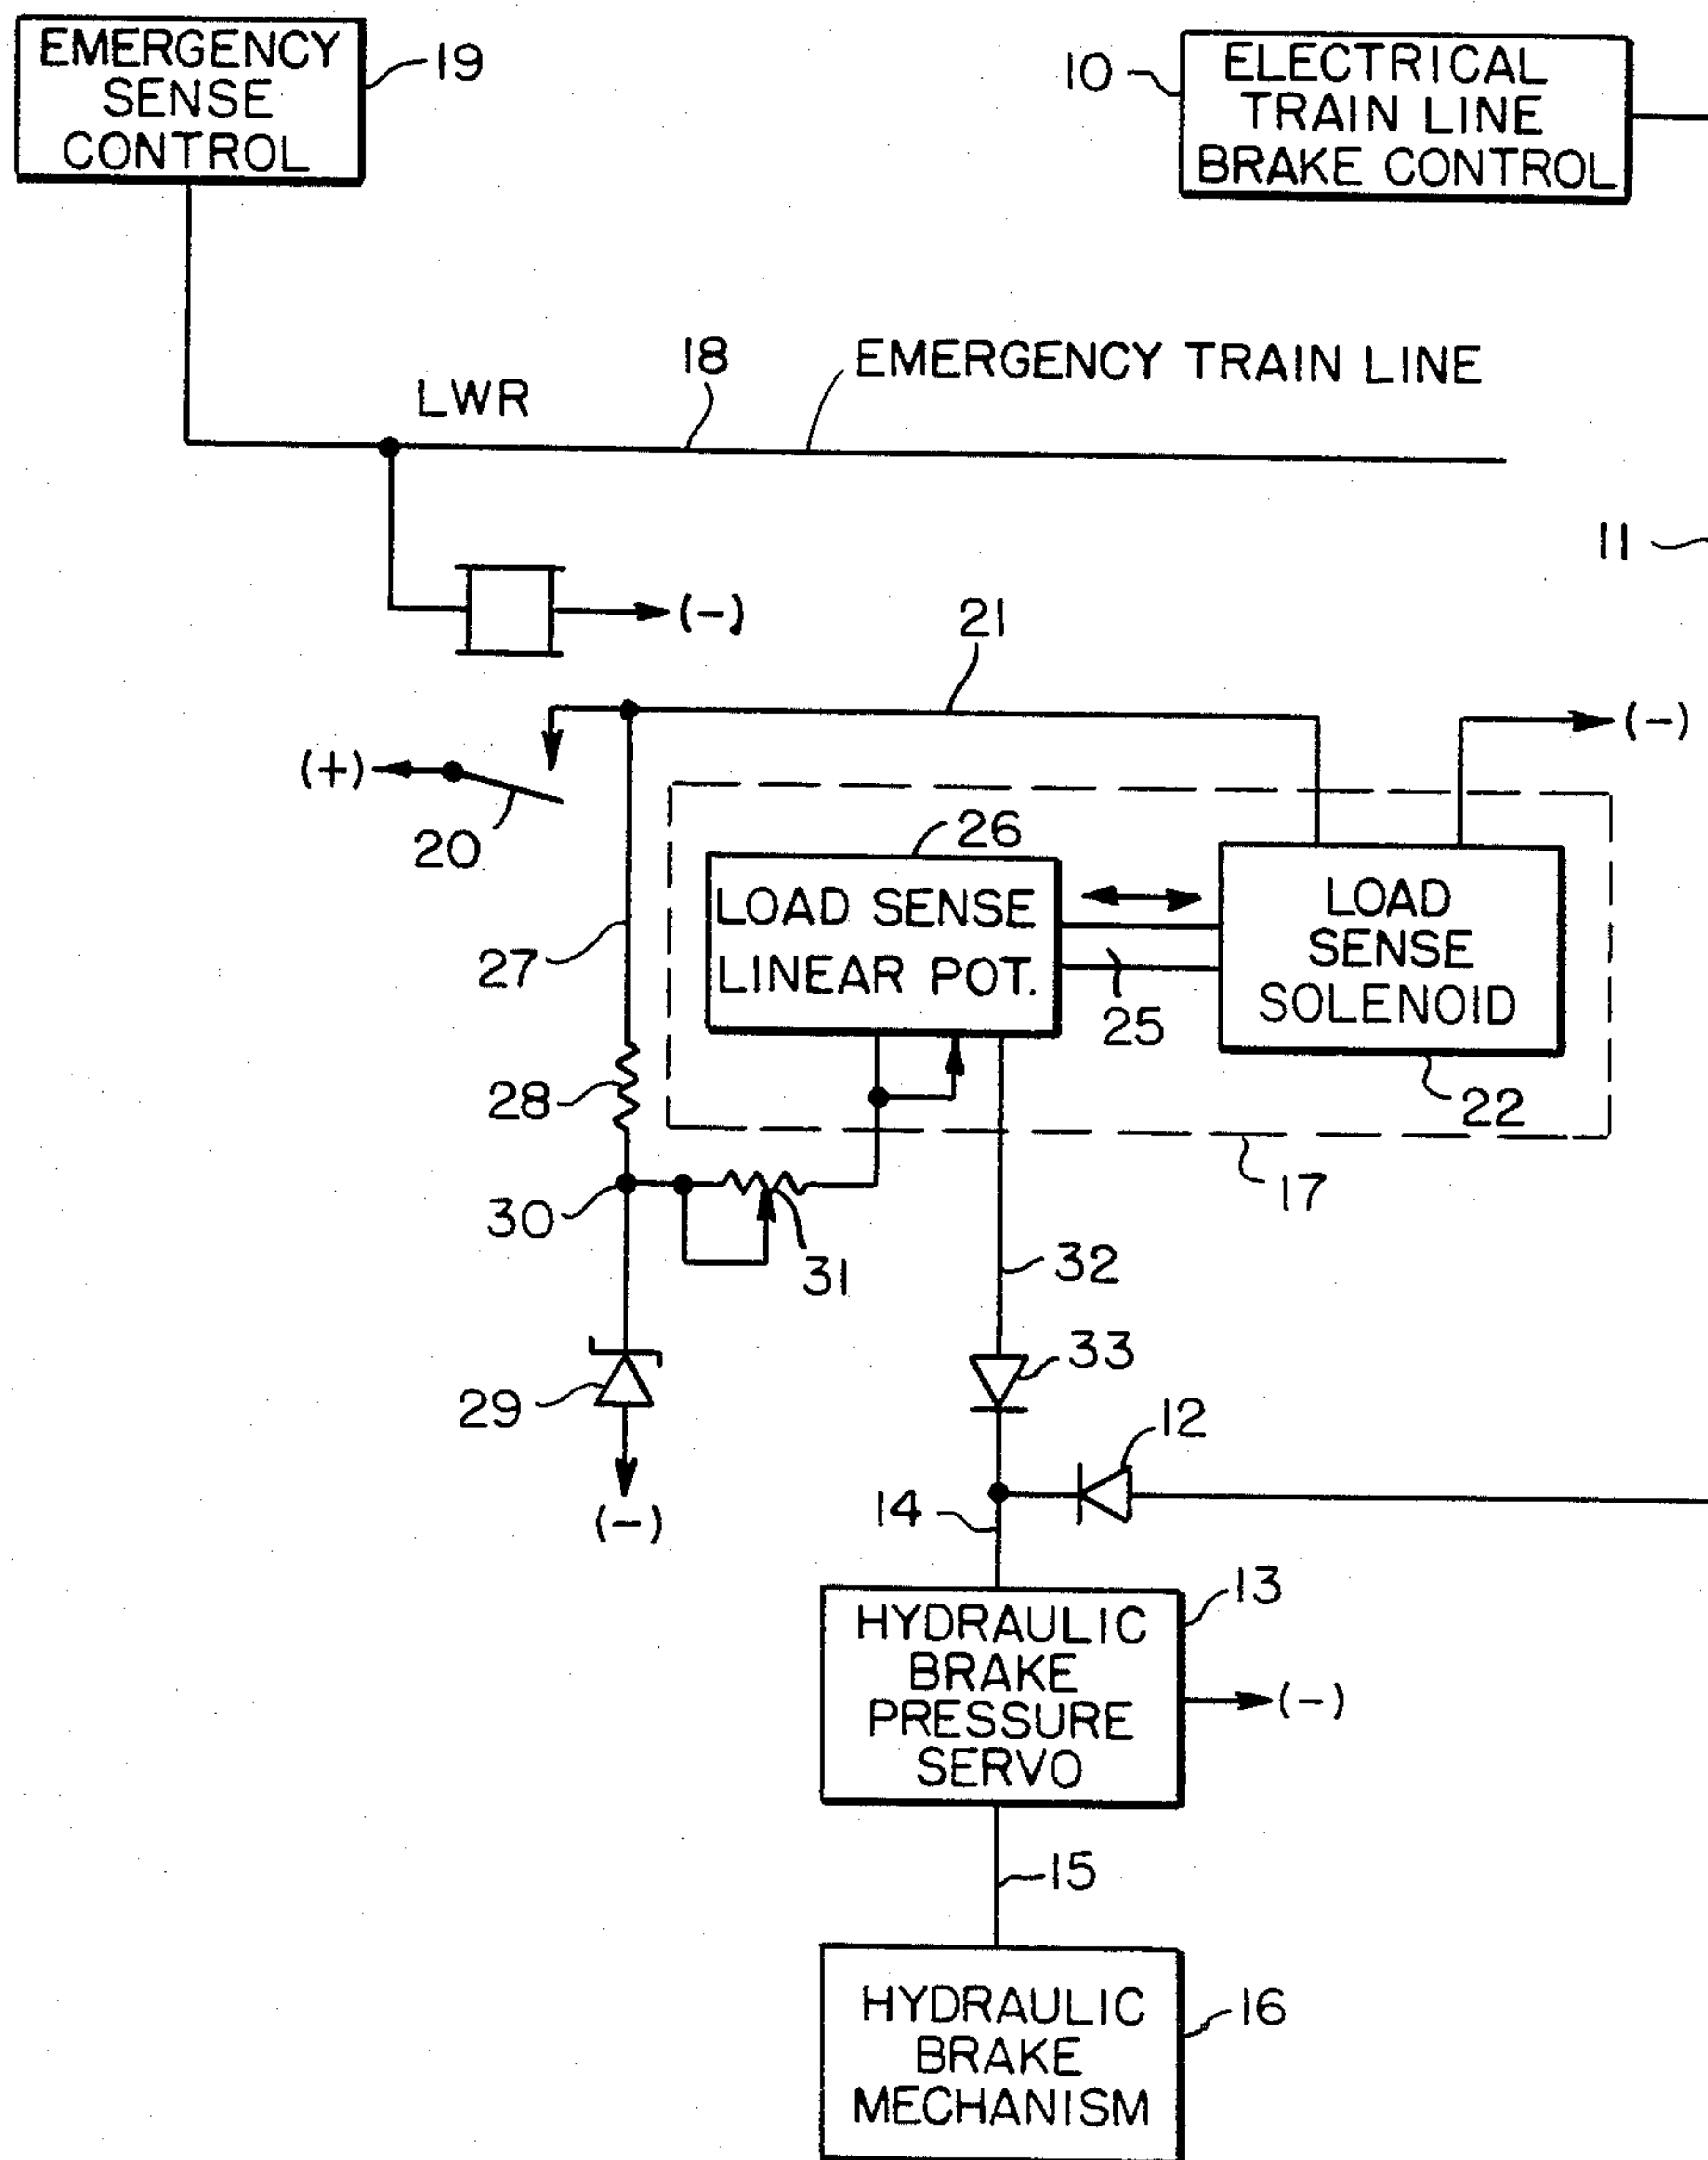 EMERGENCY
SENSE
CONTROL
19
10
ELECTRICAL
TRAIN LINE
BRAKE CONTROL
LWR
18
EMERGENCY TRAIN LINE
11
(-)
21
(-)
(+)
20
26
LOAD SENSE
LINEAR POT.
25
LOAD
SENSE
SOLENOID
22
27
28
17
30
31
32
33
29
12
(-)
14
13
HYDRAULIC
BRAKE
PRESSURE
SERVO
(-)
15
HYDRAULIC
BRAKE
MECHANISM
16